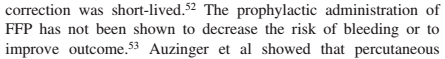 correction was short-lived.52 The prophylactic administration of
FFP has not been shown to decrease the risk of bleeding or to
improve outcome.53 Auzinger et al showed that percutaneous